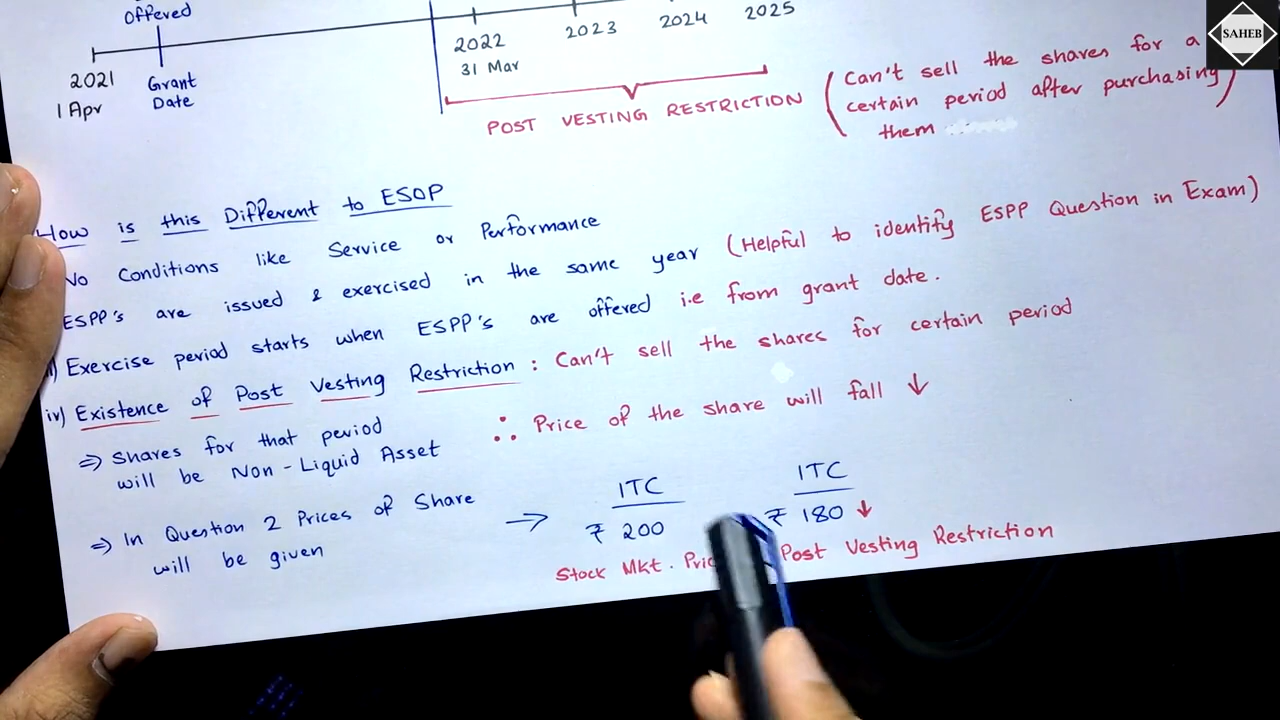 Offered
SAHEB
2021
1 Apr
Grant
Date
2022
31 Mar
2023
2024
2025
POST VESTING RESTRICTION
(Can't sell the shares for a
certain period after purchasing
them)
How is this Different to ESOP
No Conditions like Service or Performance
ESPP's are issued & exercised in the same year (Helpful to identify ESPP Question in Exam)
Exercise period starts when ESPP's are offered i.e from grant date.
iv) Existence of Post Vesting Restriction : Can't sell the shares for certain period
⇒ Shares for that period
will be Non-Liquid Asset
∴ Price of the share will fall ↓
⇒ In Question 2 Prices of Share
will be given
→
ITC
₹ 200
Stock Mkt.
ITC
₹ 180 ↓
Post Vesting Restriction